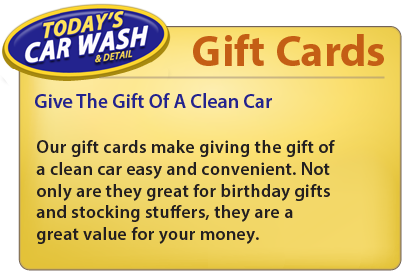 TODAY'S
CAR WASH
& DETAIL
Gift Cards
Give The Gift Of A Clean Car
Our gift cards make giving the gift of
a clean car easy and convenient. Not
only are they great for birthday gifts
and stocking stuffers, they are a
great value for your money.